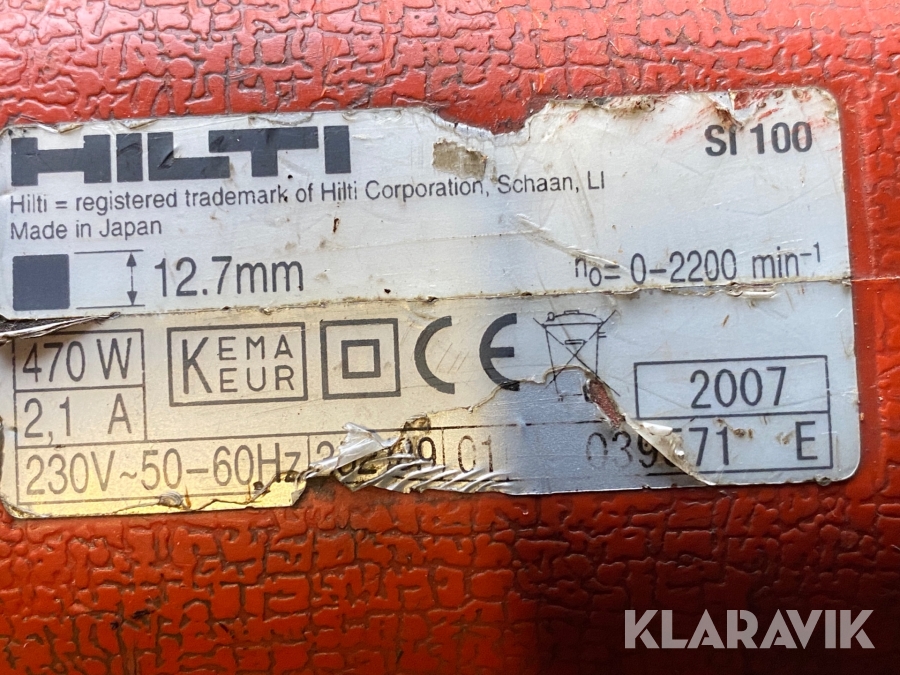 HILTI
SI 100
Hilti = registered trademark of Hilti Corporation, Schaan, LI
Made in Japan
12.7mm
n₀= 0-2200 min⁻¹
470 W
KEMA
EUR
CE
2007
2,1 A
230V~50-60Hz
01
039571 E
KLARAVIK